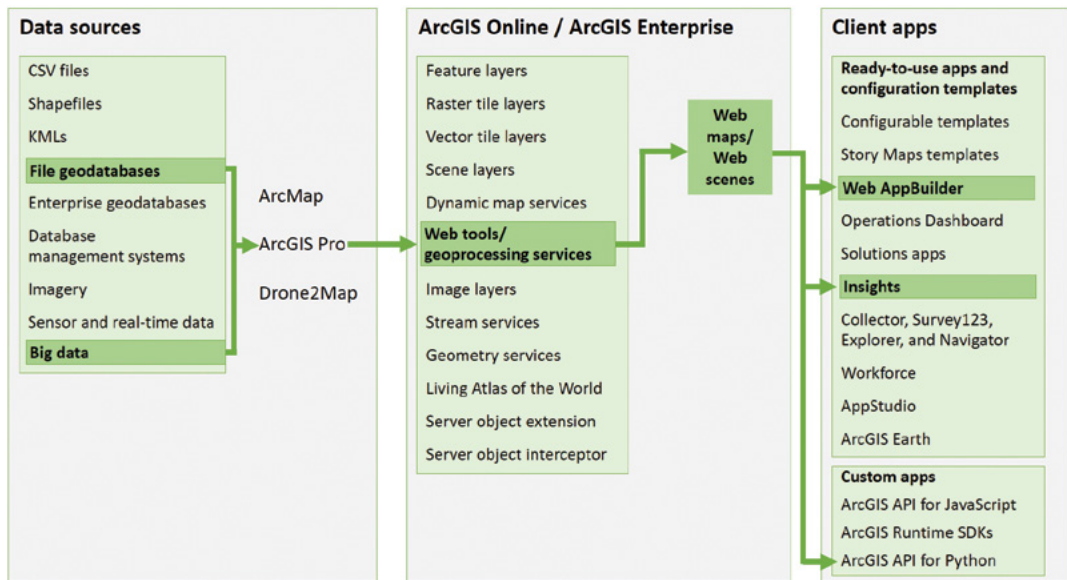 Data sources
CSV files
Shapefiles
KMLs
File geodatabases
Enterprise geodatabases
Database
management systems
Imagery
Sensor and real-time data
Big data
ArcMap
ArcGIS Pro
Drone2Map
ArcGIS Online / ArcGIS Enterprise
Feature layers
Raster tile layers
Vector tile layers
Scene layers
Dynamic map services
Web tools/
geoprocessing services
Image layers
Stream services
Geometry services
Living Atlas of the World
Server object extension
Server object interceptor
Web
maps/
Web
scenes
Client apps
Ready-to-use apps and
configuration templates
Configurable templates
Story Maps templates
Web AppBuilder
Operations Dashboard
Solutions apps
Insights
Collector, Survey123,
Explorer, and Navigator
Workforce
AppStudio
ArcGIS Earth
Custom apps
ArcGIS API for JavaScript
ArcGIS Runtime SDKs
ArcGIS API for Python